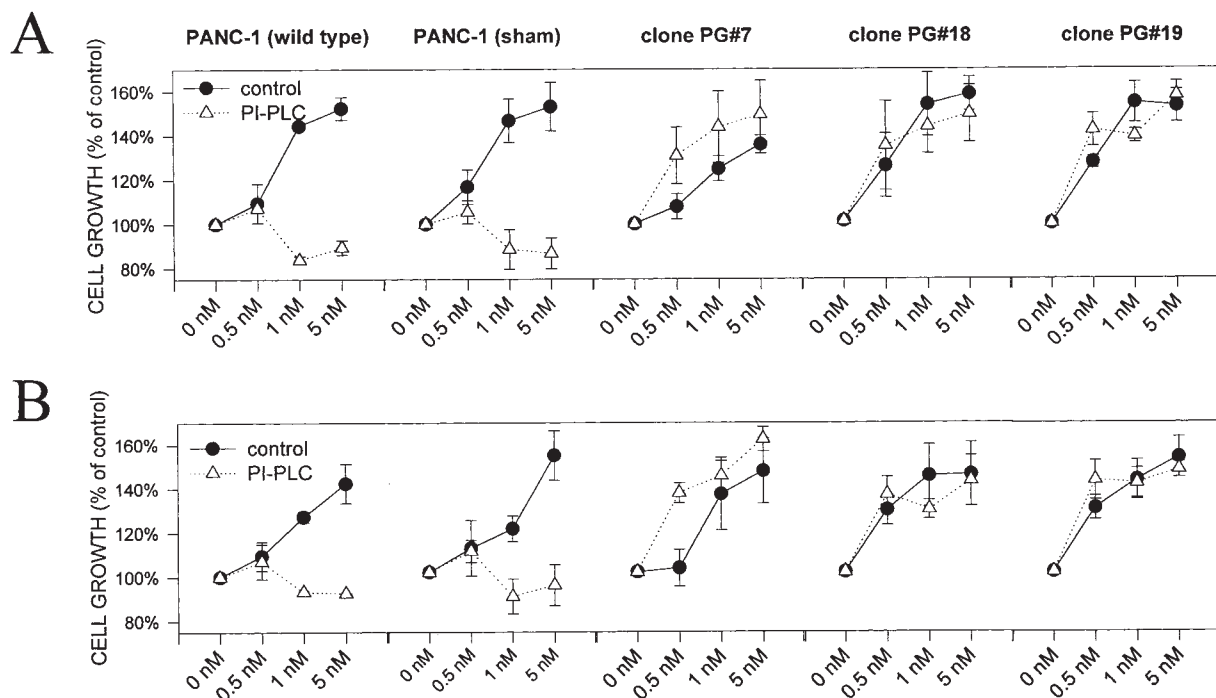 A
PANC-1 (wild type) PANC-1 (sham) clone PG#7 clone PG#18 clone PG#19
CELL GROWTH (% of control)
160%
140%
120%
100%
80%
control
PI-PLC
0 nM 0.5 nM 1 nM 5 nM 0 nM 0.5 nM 1 nM 5 nM 0 nM 0.5 nM 1 nM 5 nM 0 nM 0.5 nM 1 nM 5 nM 0 nM 0.5 nM 1 nM 5 nM
B
CELL GROWTH (% of control)
160%
140%
120%
100%
80%
control
PI-PLC
0 nM 0.5 nM 1 nM 5 nM 0 nM 0.5 nM 1 nM 5 nM 0 nM 0.5 nM 1 nM 5 nM 0 nM 0.5 nM 1 nM 5 nM 0 nM 0.5 nM 1 nM 5 nM